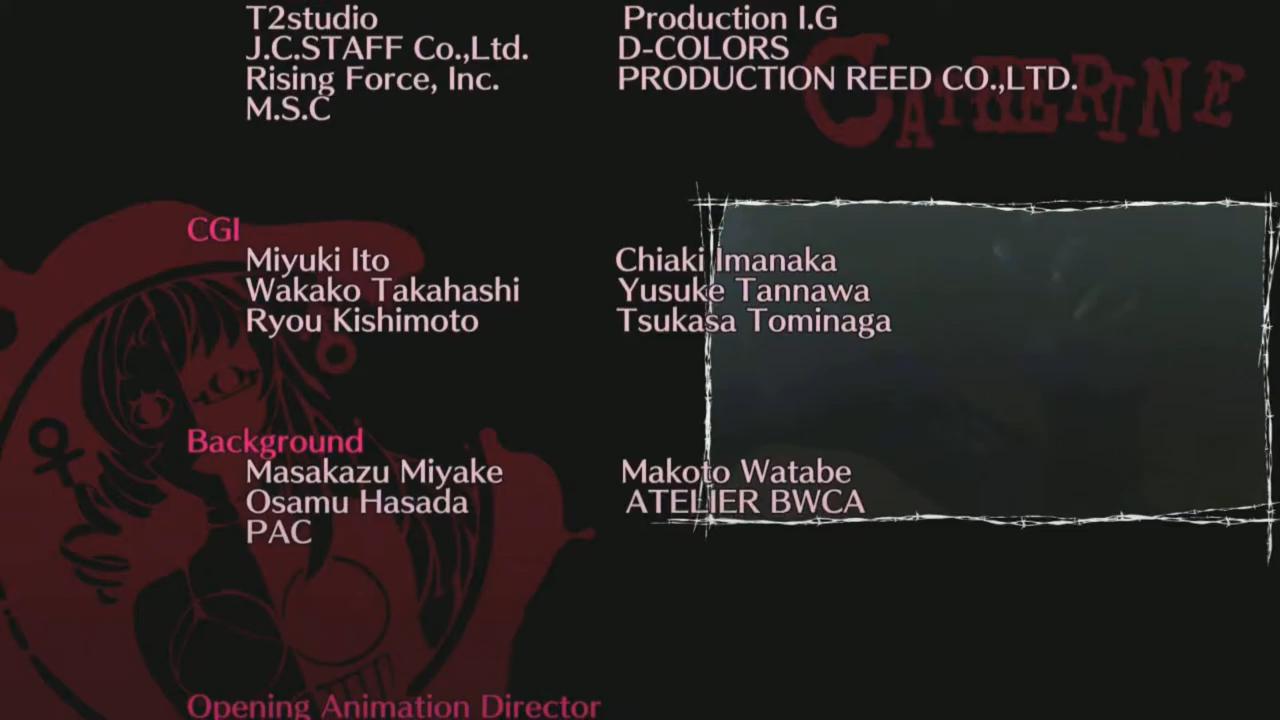 T2studio Production I.G
J.C.STAFF Co.,Ltd. D-COLORS
Rising Force, Inc. PRODUCTION REED CO.,LTD.
M.S.C
CATHERINE
CGI
Miyuki Ito Chiaki Imanaka
Wakako Takahashi Yusuke Tannawa
Ryou Kishimoto Tsukasa Tominaga
Background
Masakazu Miyake Makoto Watabe
Osamu Hasada ATELIER BWCA
PAC
Opening Animation Director